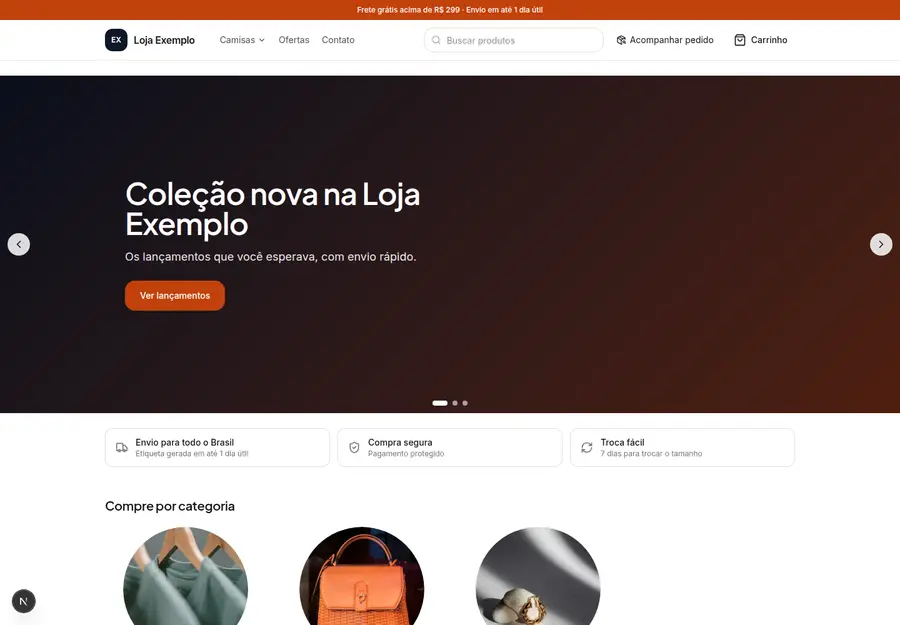 Frete grátis acima de R$ 299 · Envio em até 1 dia útil
EX
Loja Exemplo
Camisas
Ofertas
Contato
Buscar produtos
Acompanhar pedido
Carrinho
Coleção nova na Loja
Exemplo
Os lançamentos que você esperava, com envio rápido.
Ver lançamentos
Envio para todo o Brasil
Etiqueta gerada em até 1 dia útil
Compra segura
Pagamento protegido
Troca fácil
7 dias para trocar o tamanho
Compre por categoria
N